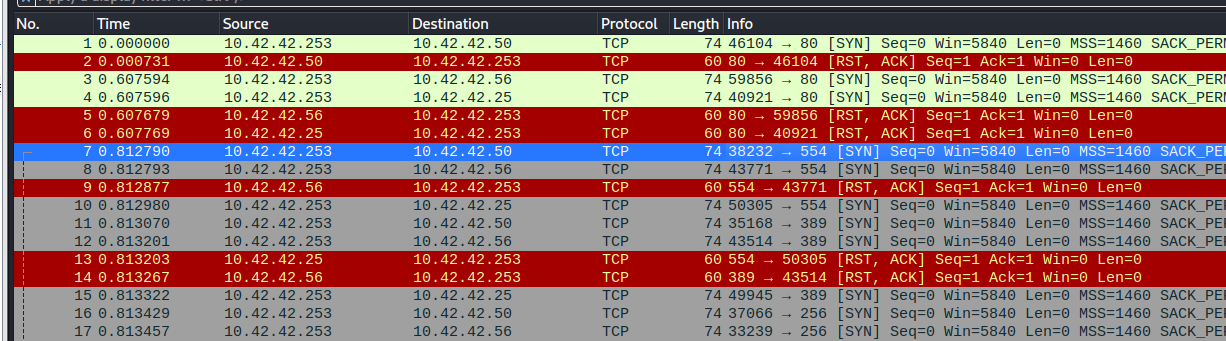 No. Time Source Destination Protocol Length Info
1 0.000000 10.42.42.253 10.42.42.50 TCP 74 46104 → 80 [SYN] Seq=0 Win=5840 Len=0 MSS=1460 SACK_PERM
2 0.000731 10.42.42.50 10.42.42.253 TCP 60 80 → 46104 [RST, ACK] Seq=1 Ack=1 Win=0 Len=0
3 0.607594 10.42.42.253 10.42.42.56 TCP 74 59856 → 80 [SYN] Seq=0 Win=5840 Len=0 MSS=1460 SACK_PERM
4 0.607596 10.42.42.253 10.42.42.25 TCP 74 40921 → 80 [SYN] Seq=0 Win=5840 Len=0 MSS=1460 SACK_PERM
5 0.607679 10.42.42.56 10.42.42.253 TCP 60 80 → 59856 [RST, ACK] Seq=1 Ack=1 Win=0 Len=0
6 0.607769 10.42.42.25 10.42.42.253 TCP 60 80 → 40921 [RST, ACK] Seq=1 Ack=1 Win=0 Len=0
7 0.812790 10.42.42.253 10.42.42.50 TCP 74 38232 → 554 [SYN] Seq=0 Win=5840 Len=0 MSS=1460 SACK_PE
8 0.812793 10.42.42.253 10.42.42.56 TCP 74 43771 → 554 [SYN] Seq=0 Win=5840 Len=0 MSS=1460 SACK_PE
9 0.812877 10.42.42.56 10.42.42.253 TCP 60 554 → 43771 [RST, ACK] Seq=1 Ack=1 Win=0 Len=0
10 0.812980 10.42.42.253 10.42.42.25 TCP 74 50305 → 554 [SYN] Seq=0 Win=5840 Len=0 MSS=1460 SACK_PE
11 0.813070 10.42.42.253 10.42.42.50 TCP 74 35168 → 389 [SYN] Seq=0 Win=5840 Len=0 MSS=1460 SACK_PE
12 0.813201 10.42.42.253 10.42.42.56 TCP 74 43514 → 389 [SYN] Seq=0 Win=5840 Len=0 MSS=1460 SACK_PE
13 0.813203 10.42.42.25 10.42.42.253 TCP 60 554 → 50305 [RST, ACK] Seq=1 Ack=1 Win=0 Len=0
14 0.813267 10.42.42.56 10.42.42.253 TCP 60 389 → 43514 [RST, ACK] Seq=1 Ack=1 Win=0 Len=0
15 0.813322 10.42.42.253 10.42.42.25 TCP 74 49945 → 389 [SYN] Seq=0 Win=5840 Len=0 MSS=1460 SACK_PE
16 0.813429 10.42.42.253 10.42.42.50 TCP 74 37066 → 256 [SYN] Seq=0 Win=5840 Len=0 MSS=1460 SACK_PE
17 0.813457 10.42.42.253 10.42.42.56 TCP 74 33239 → 256 [SYN] Seq=0 Win=5840 Len=0 MSS=1460 SACK_PE